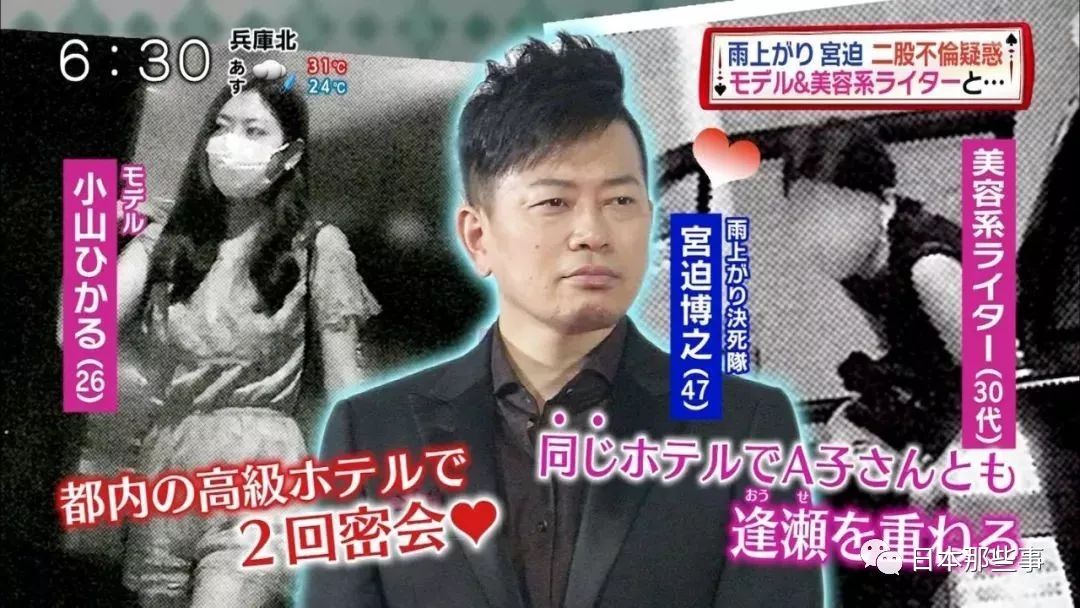 6:30
兵庫北
あす
31℃
24℃
雨上がり 宮迫 二股不倫疑惑
モデル&美容系ライターと…
モデル
小山ひかる(26)
雨上がり決死隊
宮迫博之(47)
美容系ライター(30代)
都内の高級ホテルで
2回密会♥
同じホテルでA子さんとも
おうせ
逢瀬を重ねる
日本那些事